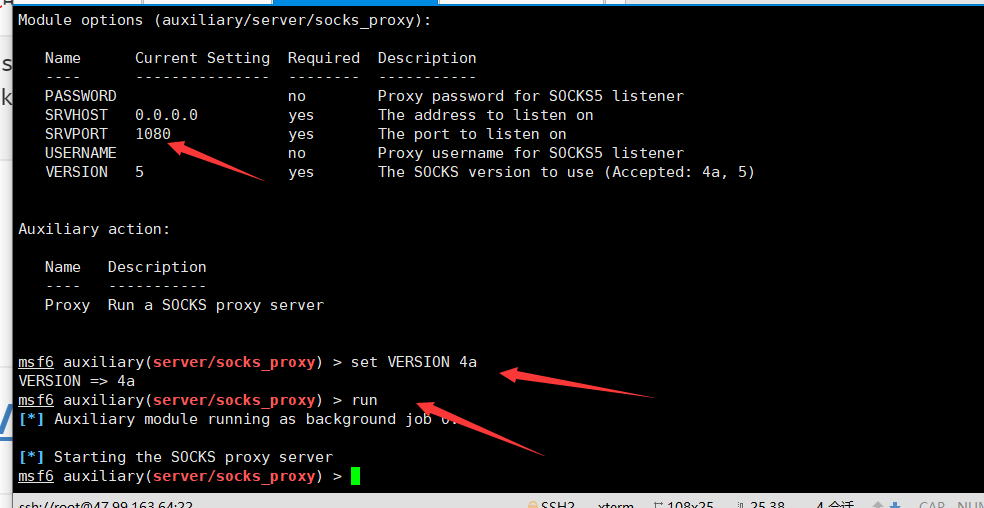 Module options (auxiliary/server/socks_proxy):
Name Current Setting Required Description
---- --------------- -------- -----------
PASSWORD no Proxy password for SOCKS5 listener
SRVHOST 0.0.0.0 yes The address to listen on
SRVPORT 1080 yes The port to listen on
USERNAME no Proxy username for SOCKS5 listener
VERSION 5 yes The SOCKS version to use (Accepted: 4a, 5)
Auxiliary action:
Name Description
---- -----------
Proxy Run a SOCKS proxy server
msf6 auxiliary(server/socks_proxy) > set VERSION 4a
VERSION => 4a
msf6 auxiliary(server/socks_proxy) > run
[*] Auxiliary module running as background job 0.
[*] Starting the SOCKS proxy server
msf6 auxiliary(server/socks_proxy) >
ssh://root@47.99.163.64:22 SSH2 xterm 108x25 25,38 4 会话 CAP NUM